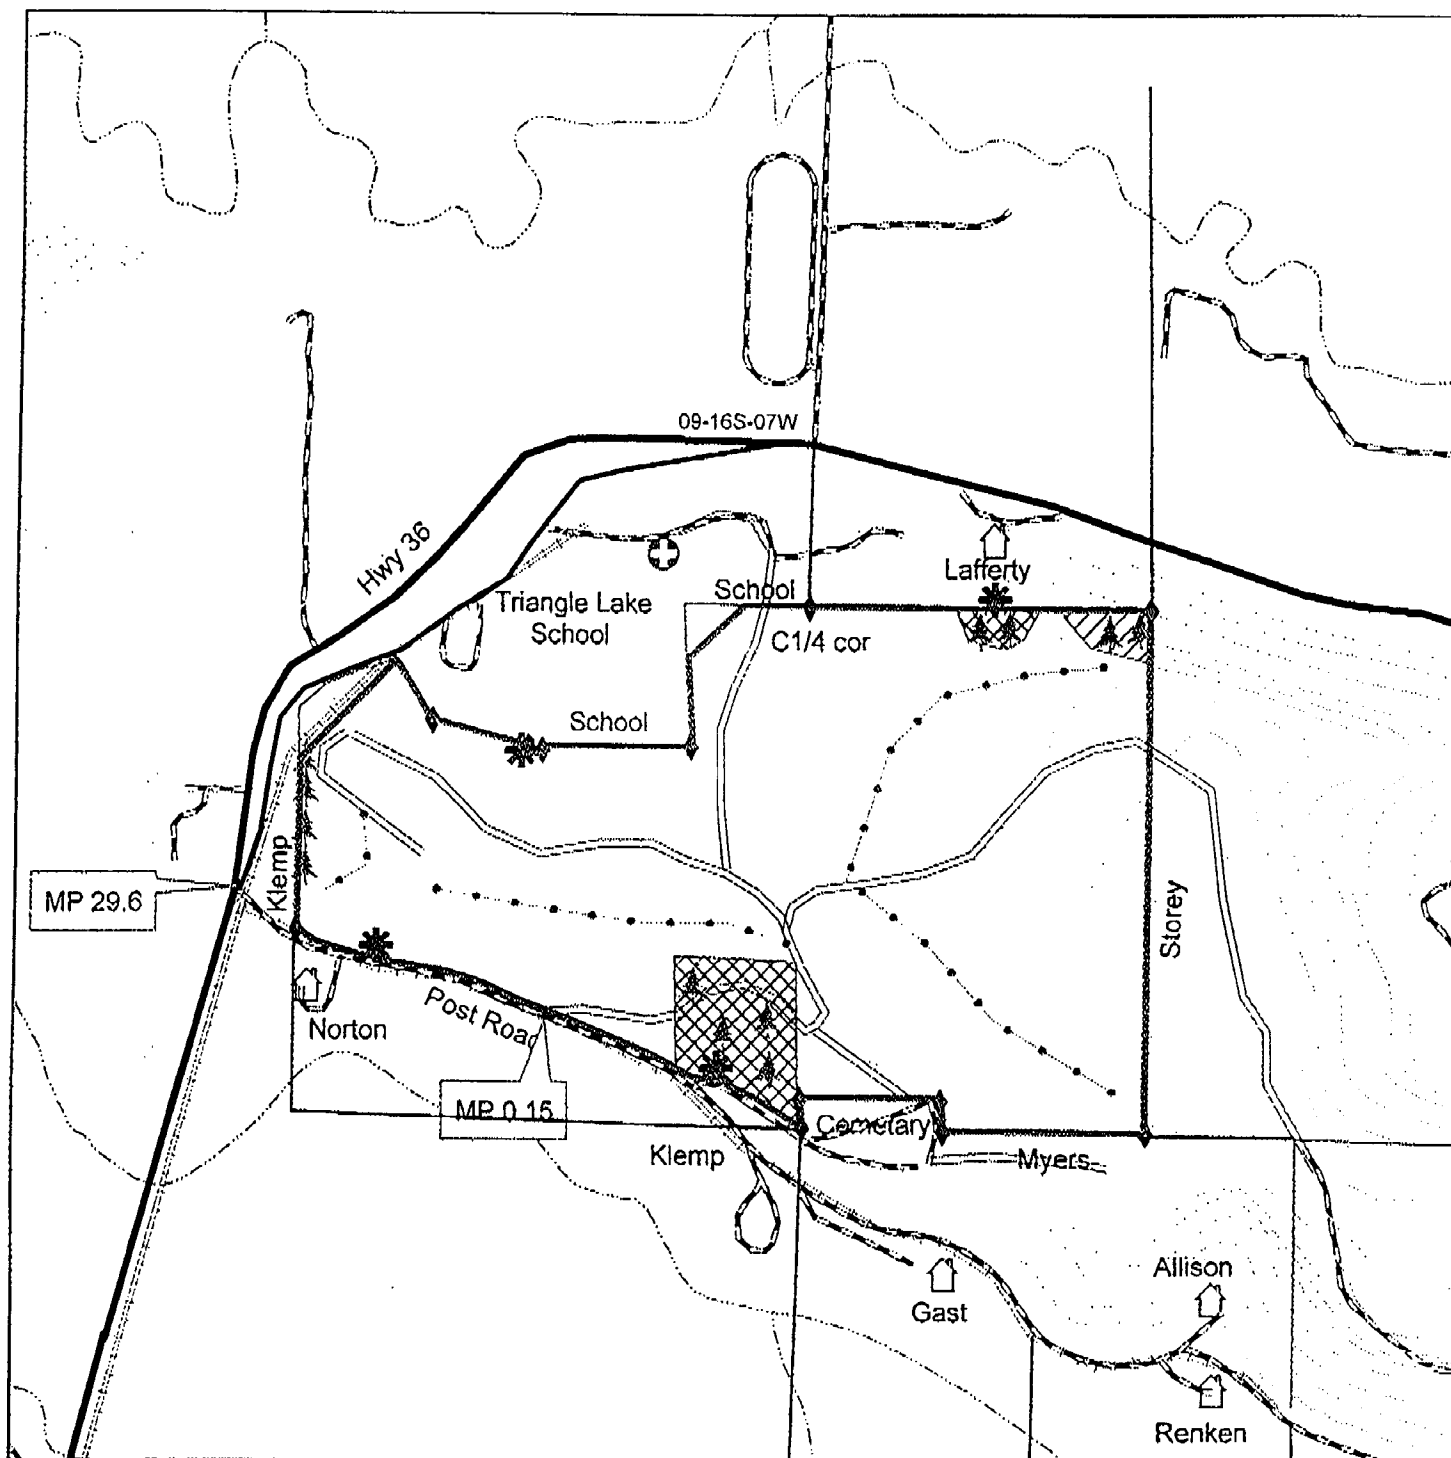 09-16S-07W
Hwy 36
Lafferty
School
Triangle Lake
School
C1/4 cor
School
Klemp
MP 29.6
Storey
Post Road
Norton
MP 0.15
Cemetary
Klemp
Myers
Allison
Gast
Renken